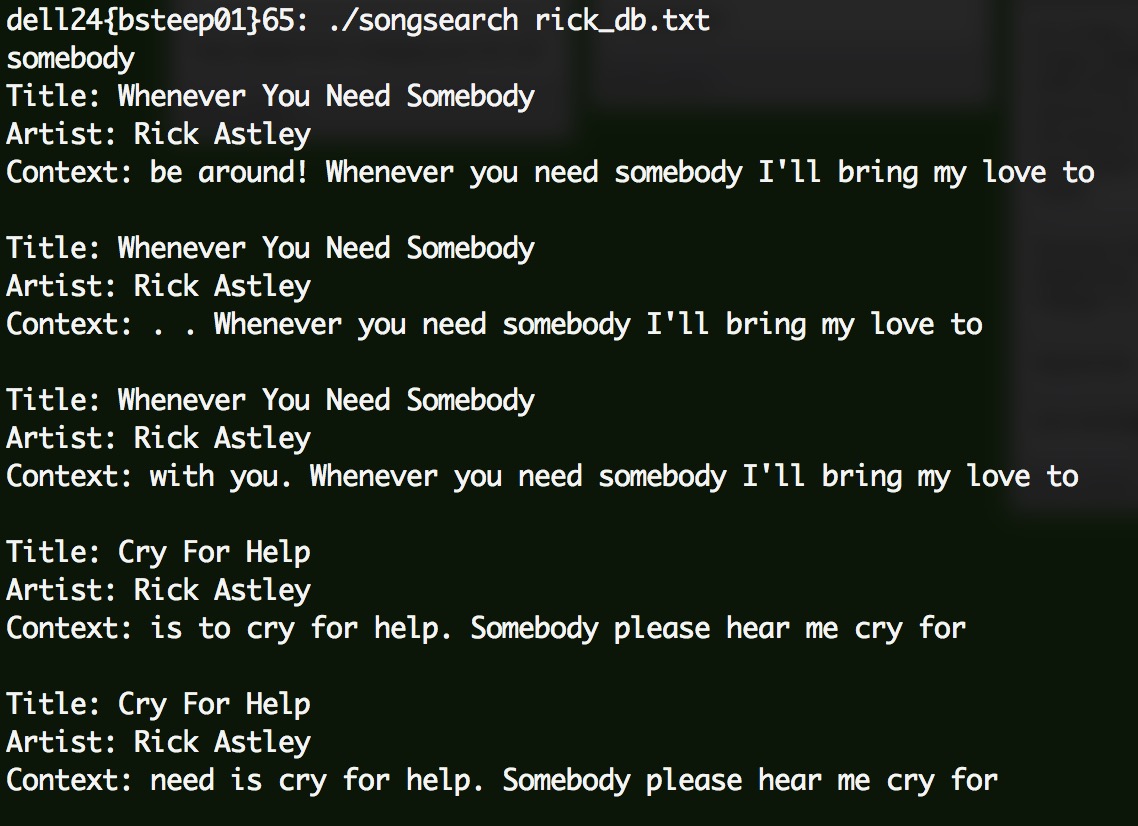 dell24{bsteep01}65: ./songsearch rick_db.txt
somebody
Title: Whenever You Need Somebody
Artist: Rick Astley
Context: be around! Whenever you need somebody I'll bring my love to
Title: Whenever You Need Somebody
Artist: Rick Astley
Context: . . Whenever you need somebody I'll bring my love to
Title: Whenever You Need Somebody
Artist: Rick Astley
Context: with you. Whenever you need somebody I'll bring my love to
Title: Cry For Help
Artist: Rick Astley
Context: is to cry for help. Somebody please hear me cry for
Title: Cry For Help
Artist: Rick Astley
Context: need is cry for help. Somebody please hear me cry for